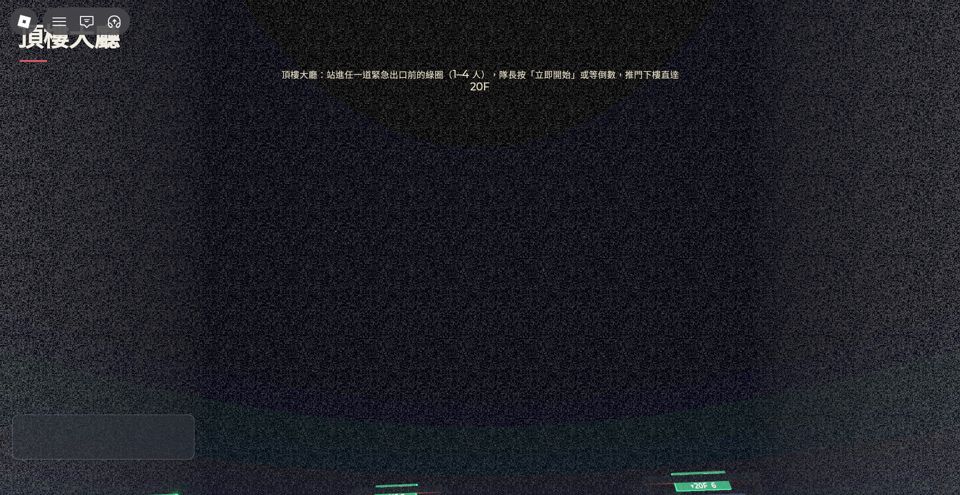 頂樓大廳
頂樓大廳：站進任一道緊急出口前的綠圈（1–4 人），隊長按「立即開始」或等倒數，推門下樓直達
20F